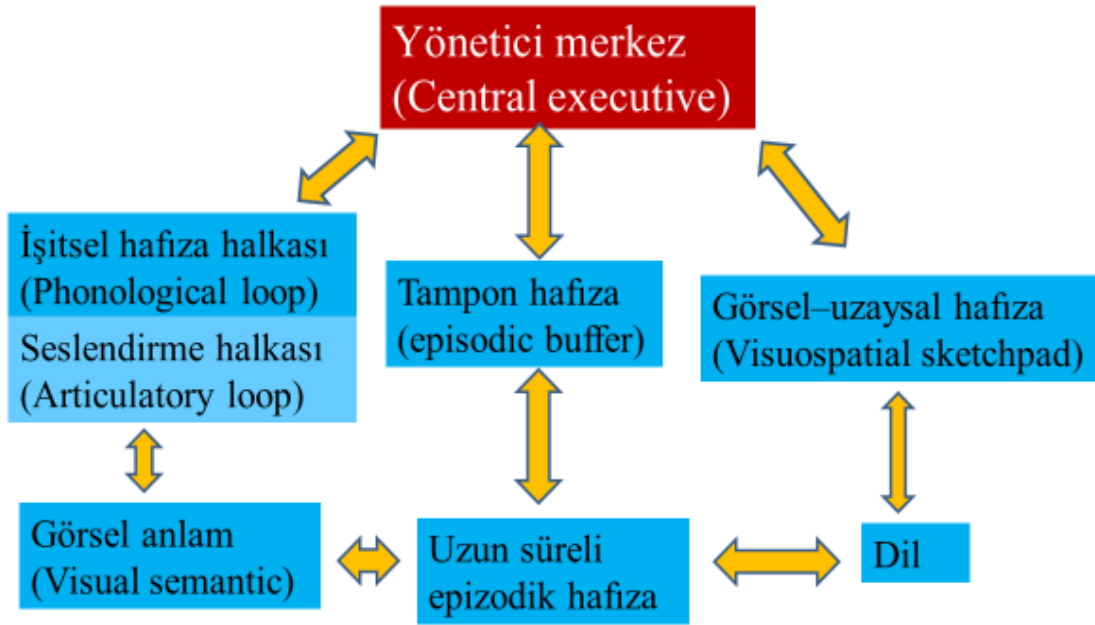 Yönetici merkez
(Central executive)
İşitsel hafıza halkası
(Phonological loop)
Seslendirme halkası
(Articulatory loop)
Tampon hafıza
(episodic buffer)
Görsel–uzaysal hafıza
(Visuospatial sketchpad)
Görsel anlam
(Visual semantic)
Uzun süreli
epizodik hafıza
Dil